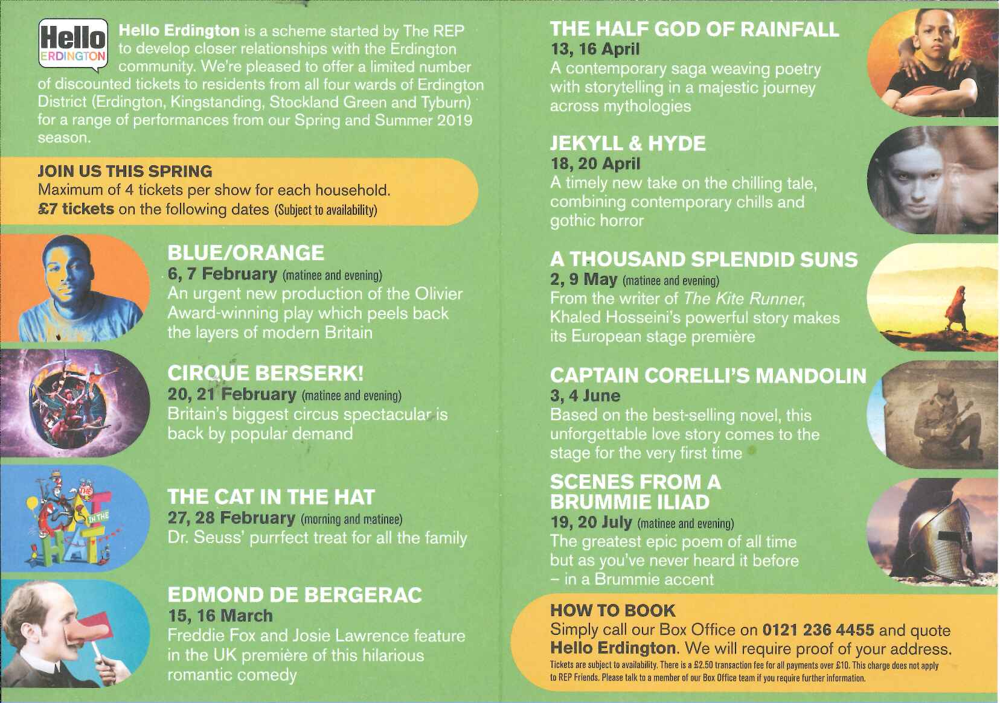 Hello
ERDINGTON
Hello Erdington is a scheme started by The REP
to develop closer relationships with the Erdington
community. We're pleased to offer a limited number
of discounted tickets to residents from all four wards of Erdington
District (Erdington, Kingstanding, Stockland Green and Tyburn)
for a range of performances from our Spring and Summer 2019
season.
JOIN US THIS SPRING
Maximum of 4 tickets per show for each household.
£7 tickets on the following dates (Subject to availability)
BLUE/ORANGE
6, 7 February (matinee and evening)
An urgent new production of the Olivier
Award-winning play which peels back
the layers of modern Britain
CIRQUE BERSERK!
20, 21 February (matinee and evening)
Britain's biggest circus spectacular is
back by popular demand
THE
CAT
IN THE
HAT
THE CAT IN THE HAT
27, 28 February (morning and matinee)
Dr. Seuss' purrfect treat for all the family
EDMOND DE BERGERAC
15, 16 March
Freddie Fox and Josie Lawrence feature
in the UK première of this hilarious
romantic comedy
THE HALF GOD OF RAINFALL
13, 16 April
A contemporary saga weaving poetry
with storytelling in a majestic journey
across mythologies
JEKYLL & HYDE
18, 20 April
A timely new take on the chilling tale,
combining contemporary chills and
gothic horror
A THOUSAND SPLENDID SUNS
2, 9 May (matinee and evening)
From the writer of The Kite Runner,
Khaled Hosseini's powerful story makes
its European stage première
CAPTAIN CORELLI'S MANDOLIN
3, 4 June
Based on the best-selling novel, this
unforgettable love story comes to the
stage for the very first time
SCENES FROM A
BRUMMIE ILIAD
19, 20 July (matinee and evening)
The greatest epic poem of all time
but as you've never heard it before
– in a Brummie accent
HOW TO BOOK
Simply call our Box Office on 0121 236 4455 and quote
Hello Erdington. We will require proof of your address.
Tickets are subject to availability. There is a £2.50 transaction fee for all payments over £10. This charge does not apply
to REP Friends. Please talk to a member of our Box Office team if you require further information.